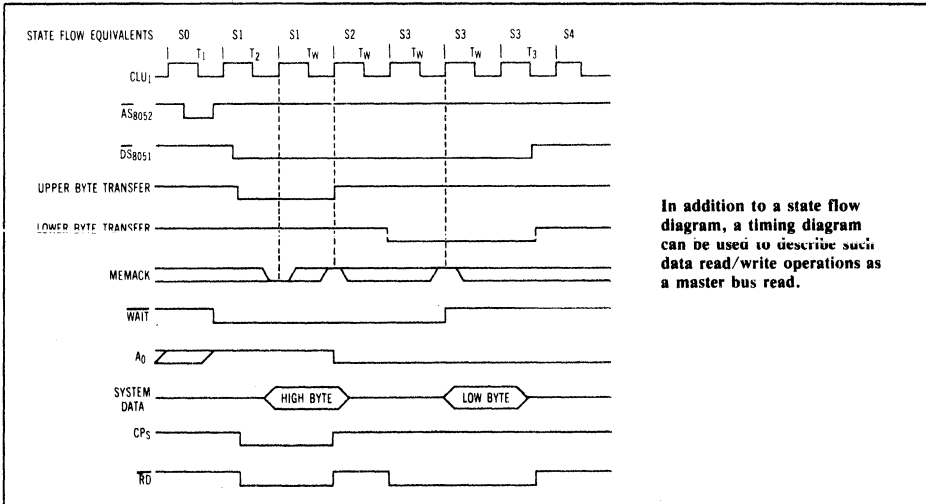 STATE FLOW EQUIVALENTS S0 S1 S1 S2 S3 S3 S3 S4
T1 T2 TW TW TW TW T3
CLU1
AS8052
DS8051
UPPER BYTE TRANSFER
LOWER BYTE TRANSFER
MEMACK
WAIT
A0
SYSTEM
DATA
HIGH BYTE LOW BYTE
CPS
RD
In addition to a state flow
diagram, a timing diagram
can be used to describe such
data read/write operations as
a master bus read.